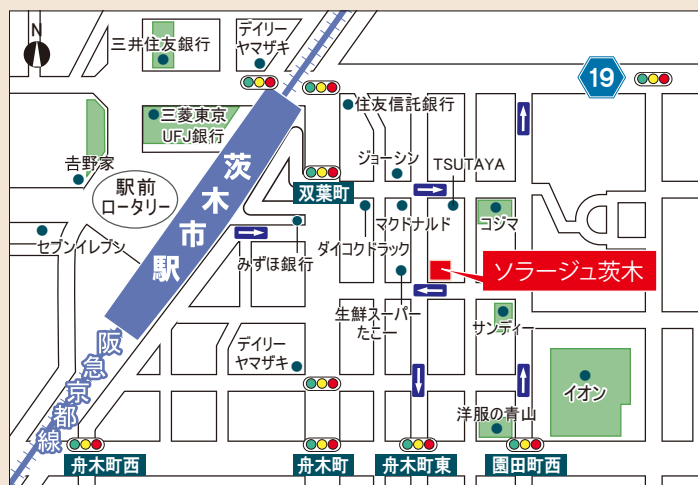 N
三井住友銀行
デイリー
ヤマザキ
19
三菱東京
UFJ銀行
住友信託銀行
吉野家
駅前
ロータリー
茨木市駅
双葉町
ジョーシン
TSUTAYA
セブンイレブン
みずほ銀行
ダイコクドラック
マクドナルド
コジマ
ソラージュ茨木
生鮮スーパー
たこー
サンディー
デイリー
ヤマザキ
阪急京都線
イオン
洋服の青山
舟木町西
舟木町
舟木町東
園田町西